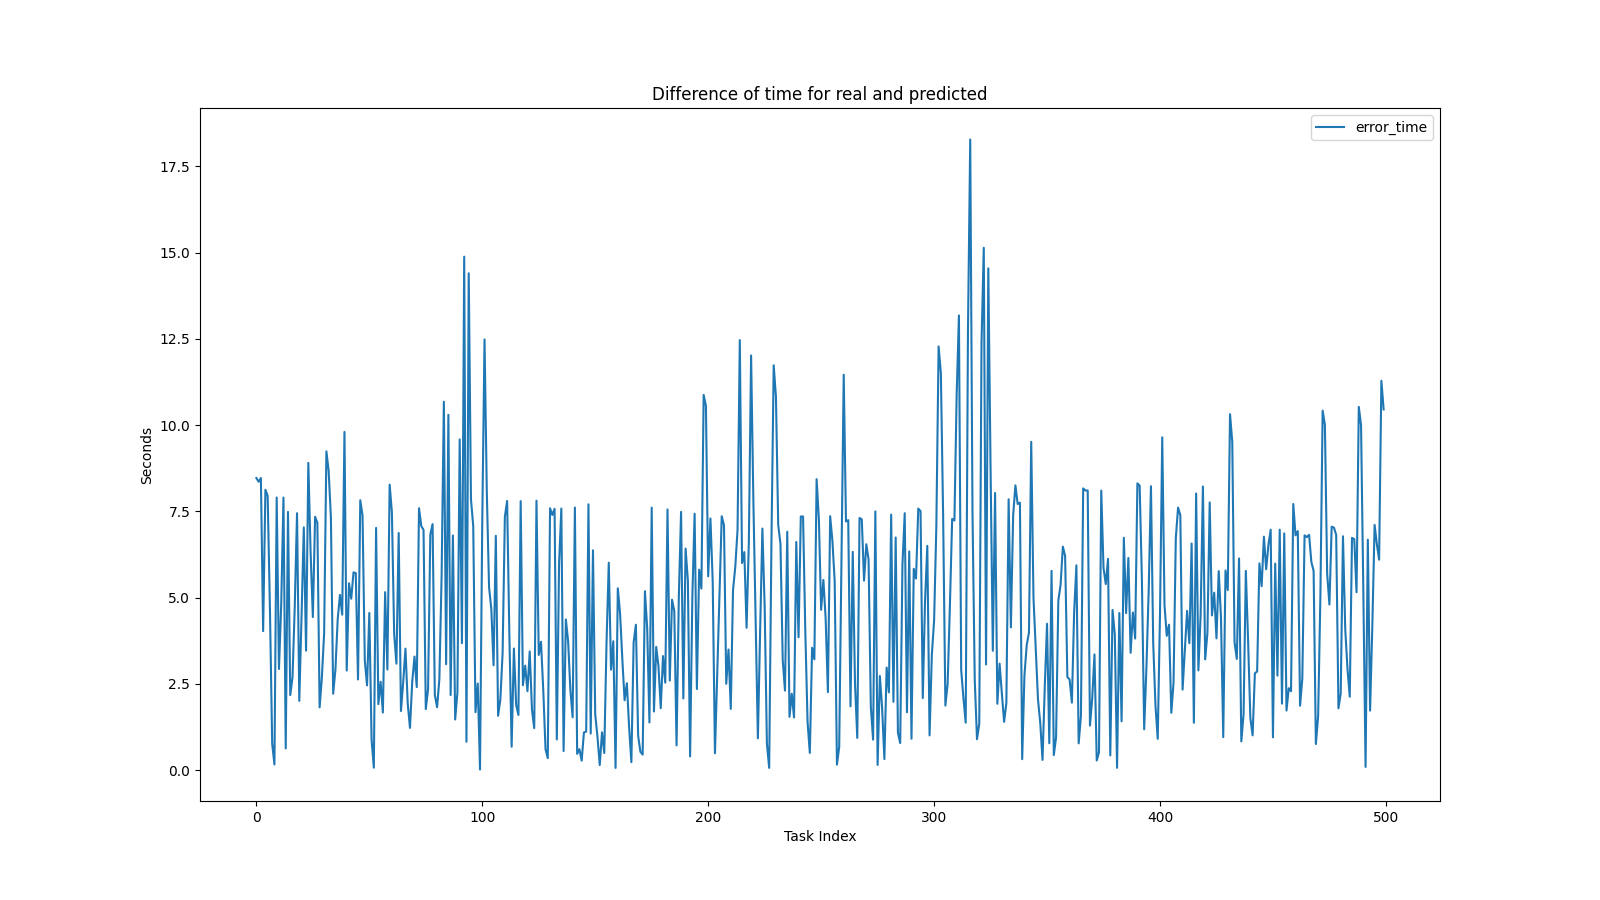 Difference of time for real and predicted
error_time
17.5
15.0
12.5
10.0
7.5
5.0
2.5
0.0
Seconds
0 100 200 300 400 500
Task Index